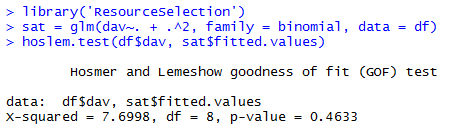 > library('ResourceSelection')
> sat = glm(dav~. + .^2, family = binomial, data = df)
> hoslem.test(df$dav, sat$fitted.values)
Hosmer and Lemeshow goodness of fit (GOF) test
data:  df$dav, sat$fitted.values
X-squared = 7.6998, df = 8, p-value = 0.4633